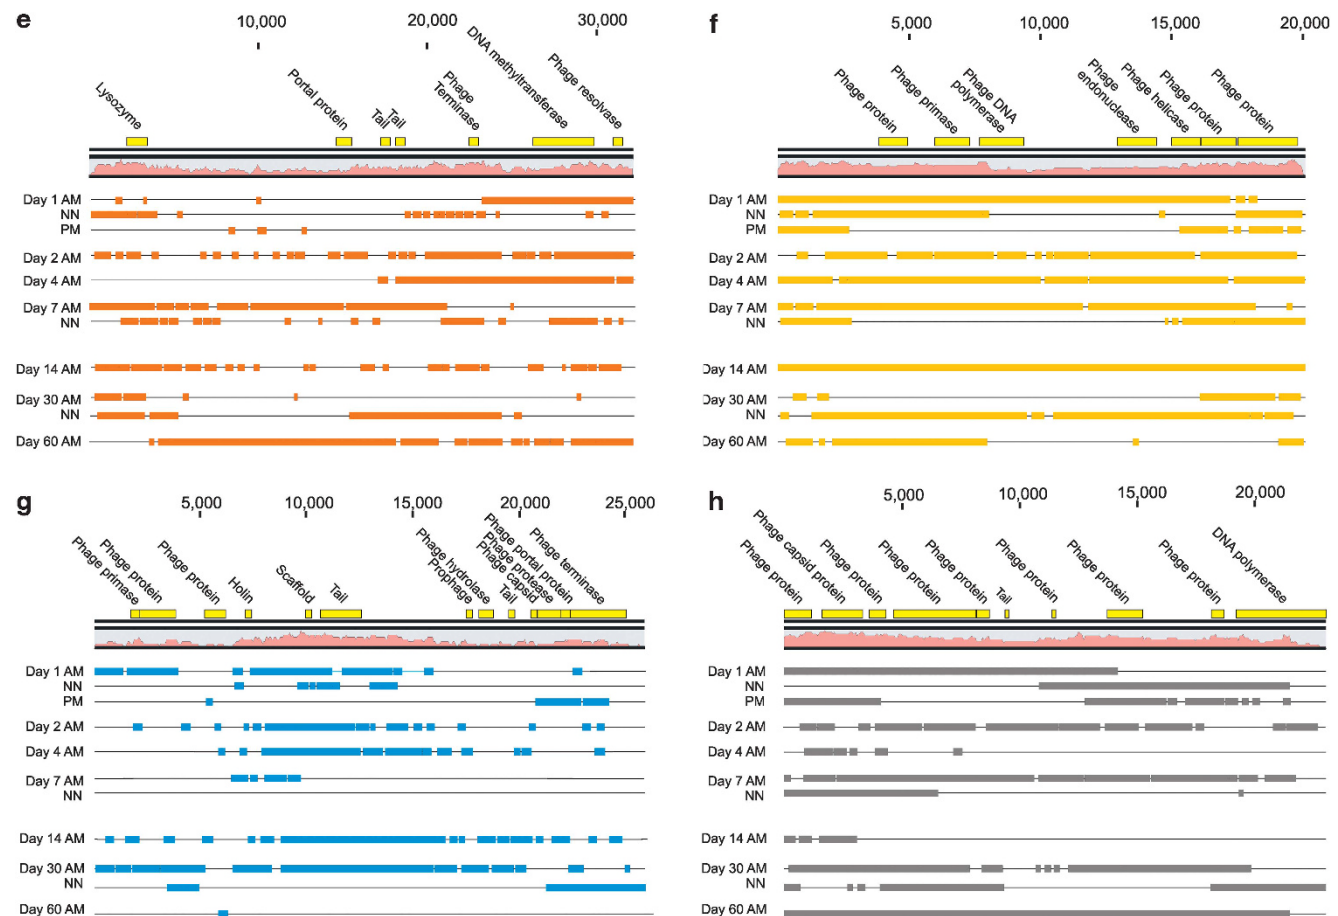 e
10,000
20,000
30,000
Lysozyme
Portal protein
Tail
Tail
Phage
Terminase
DNA methyltransferase
Phage resolvase
Day 1 AM
NN
PM
Day 2 AM
Day 4 AM
Day 7 AM
NN
Day 14 AM
Day 30 AM
NN
Day 60 AM
f
5,000
10,000
15,000
20,000
Phage protein
Phage primase
Phage DNA
polymerase
Phage
endonuclease
Phage helicase
Phage protein
Phage protein
Day 1 AM
NN
PM
Day 2 AM
Day 4 AM
Day 7 AM
NN
Day 14 AM
Day 30 AM
NN
Day 60 AM
g
5,000
10,000
15,000
20,000
25,000
Phage primase
Phage protein
Phage protein
Holin
Scaffold
Tail
Prophage
Phage hydrolase
Tail
Phage capsid
Phage protease
Phage portal protein
Phage terminase
Day 1 AM
NN
PM
Day 2 AM
Day 4 AM
Day 7 AM
NN
Day 14 AM
Day 30 AM
NN
Day 60 AM
h
5,000
10,000
15,000
20,000
Phage protein
Phage capsid protein
Phage protein
Phage protein
Phage protein
Tail
Phage protein
Phage protein
Phage protein
DNA polymerase
Day 1 AM
NN
PM
Day 2 AM
Day 4 AM
Day 7 AM
NN
Day 14 AM
Day 30 AM
NN
Day 60 AM